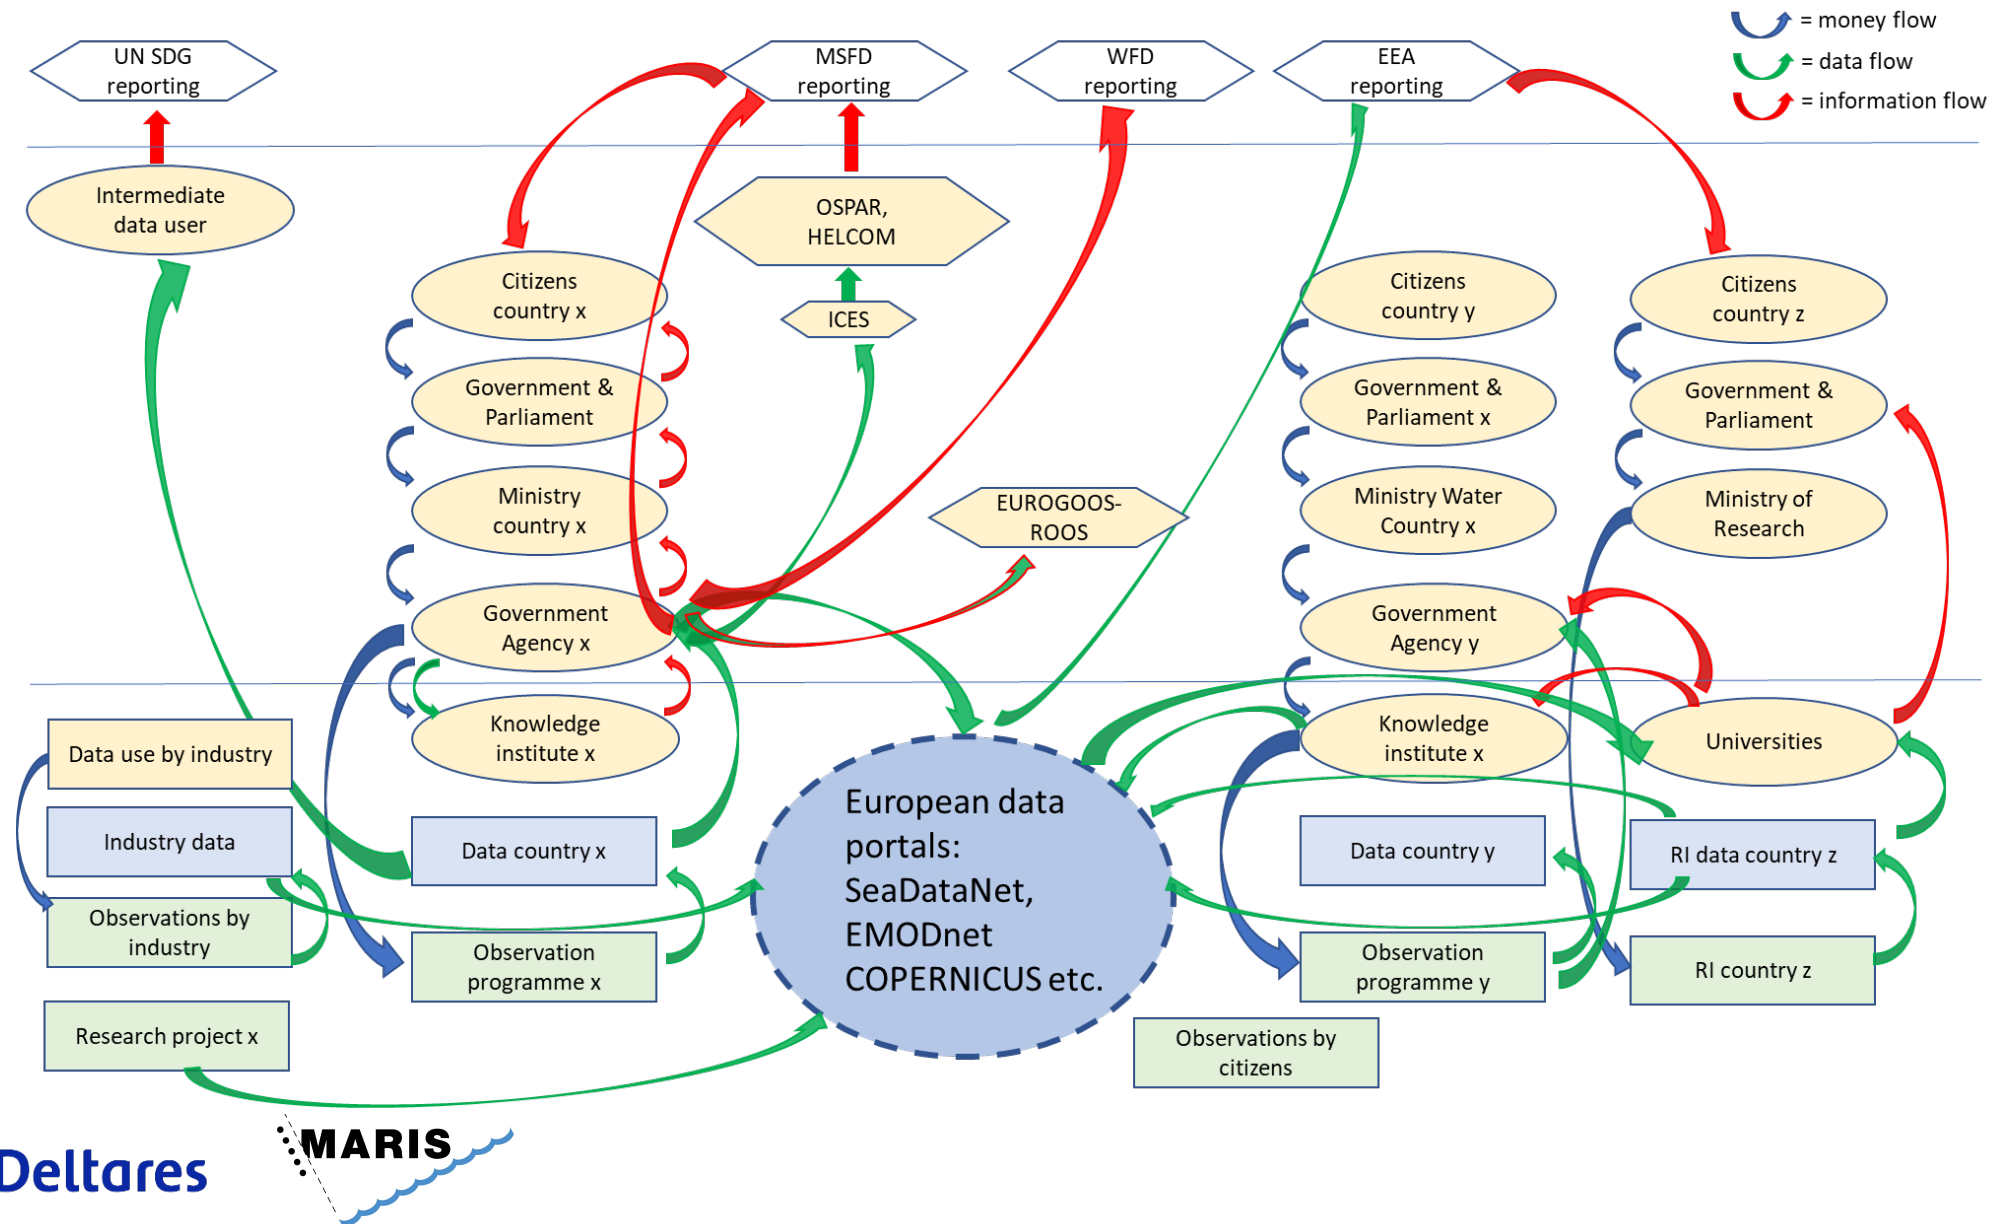 = money flow
= data flow
= information flow
UN SDG
reporting
MSFD
reporting
WFD
reporting
EEA
reporting
Intermediate
data user
OSPAR,
HELCOM
ICES
Citizens
country x
Government &
Parliament
Ministry
country x
Government
Agency x
Knowledge
institute x
EUROGOOS-
ROOS
Citizens
country y
Government &
Parliament x
Ministry Water
Country x
Government
Agency y
Knowledge
institute x
Citizens
country z
Government &
Parliament
Ministry of
Research
Universities
Data use by industry
Industry data
Observations by
industry
Research project x
Data country x
Observation
programme x
European data
portals:
SeaDataNet,
EMODnet
COPERNICUS etc.
Data country y
Observation
programme y
Observations by
citizens
RI data country z
RI country z
Deltares
MARIS